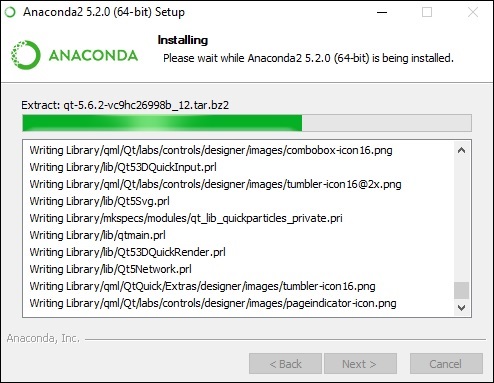 Anaconda2 5.2.0 (64-bit) Setup
ANACONDA
Installing
Please wait while Anaconda2 5.2.0 (64-bit) is being installed.
Extract: qt-5.6.2-vc9hc26998b_12.tar.bz2
Writing Library/qml/Qt/labs/controls/designer/images/combobox-icon16.png
Writing Library/lib/Qt53DQuickInput.prl
Writing Library/qml/Qt/labs/controls/designer/images/tumbler-icon16@2x.png
Writing Library/lib/Qt5Svg.prl
Writing Library/mkspecs/modules/qt_lib_quickparticles_private.pri
Writing Library/lib/qtmain.prl
Writing Library/lib/Qt53DQuickRender.prl
Writing Library/lib/Qt5Network.prl
Writing Library/qml/QtQuick/Extras/designer/images/tumbler-icon16.png
Writing Library/qml/Qt/labs/controls/designer/images/pageindicator-icon.png
Anaconda, Inc.
< Back
Next >
Cancel